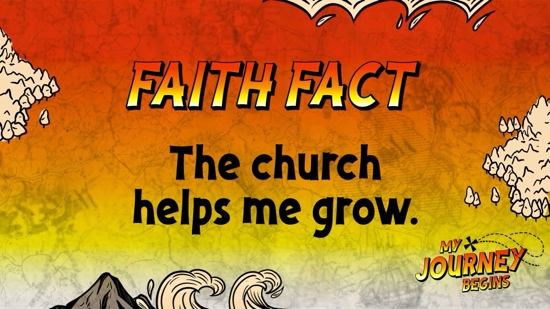 FAITH FACT
The church
helps me grow.
MY
JOURNEY
BEGINS